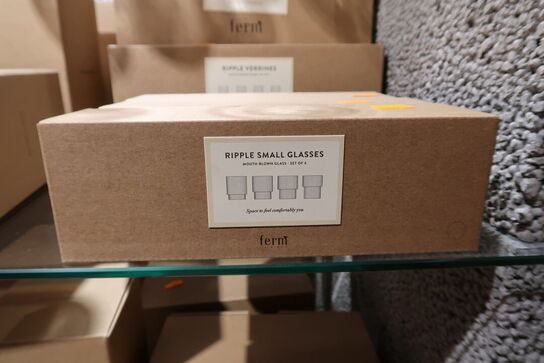 ferm
RIPPLE VERRINES
RIPPLE SMALL GLASSES
MOUTH-BLOWN GLASS - SET OF 4
Space to feel comfortably you
ferm